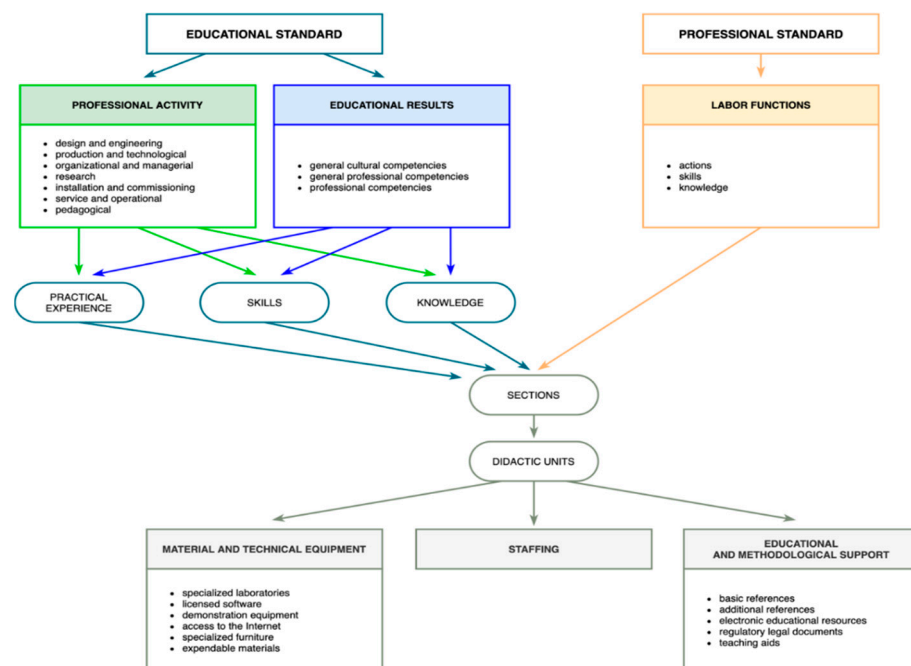 EDUCATIONAL STANDARD
PROFESSIONAL STANDARD
PROFESSIONAL ACTIVITY
• design and engineering
• production and technological
• organizational and managerial
• research
• installation and commissioning
• service and operational
• pedagogical
EDUCATIONAL RESULTS
• general cultural competencies
• general professional competencies
• professional competencies
LABOR FUNCTIONS
• actions
• skills
• knowledge
PRACTICAL
EXPERIENCE
SKILLS
KNOWLEDGE
SECTIONS
DIDACTIC UNITS
MATERIAL AND TECHNICAL EQUIPMENT
• specialized laboratories
• licensed software
• demonstration equipment
• access to the Internet
• specialized furniture
• expendable materials
STAFFING
EDUCATIONAL
AND METHODOLOGICAL SUPPORT
• basic references
• additional references
• electronic educational resources
• regulatory legal documents
• teaching aids